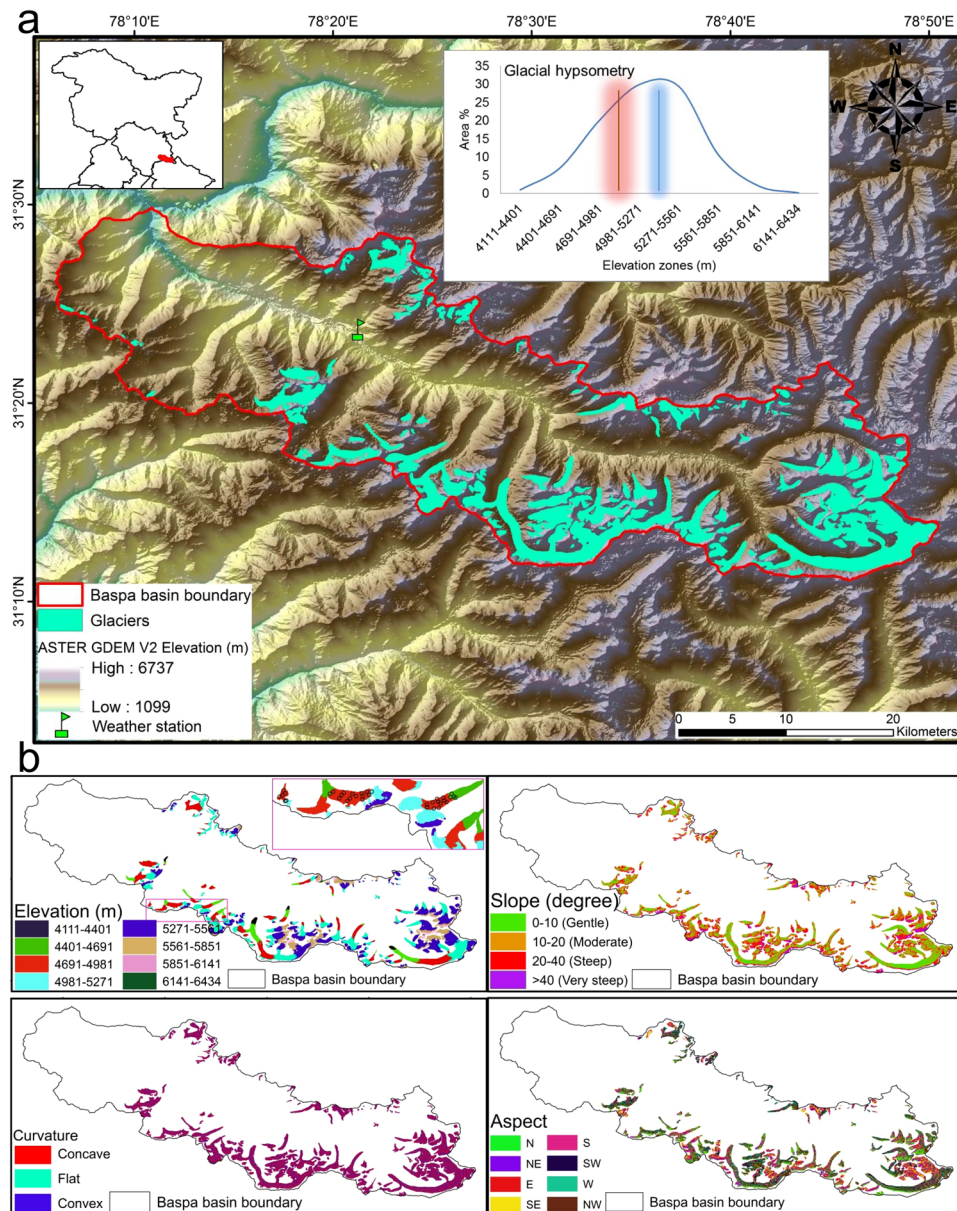 a
78°10'E 78°20'E 78°30'E 78°40'E 78°50'E
31°30'N
31°20'N
31°10'N
Glacial hypsometry
Area %
35
30
25
20
15
10
5
0
4111-4401
4401-4691
4691-4981
4981-5271
5271-5561
5561-5851
5851-6141
6141-6434
Elevation zones (m)
N
W E
S
Baspa basin boundary
Glaciers
ASTER GDEM V2 Elevation (m)
High : 6737
Low : 1099
Weather station
0 5 10 20
Kilometers
b
Elevation (m)
4111-4401 5271-5561
4401-4691 5561-5851
4691-4981 5851-6141
4981-5271 6141-6434
Baspa basin boundary
Slope (degree)
0-10 (Gentle)
10-20 (Moderate)
20-40 (Steep)
>40 (Very steep)
Baspa basin boundary
Curvature
Concave
Flat
Convex
Baspa basin boundary
Aspect
N S
NE SW
E W
SE NW
Baspa basin boundary